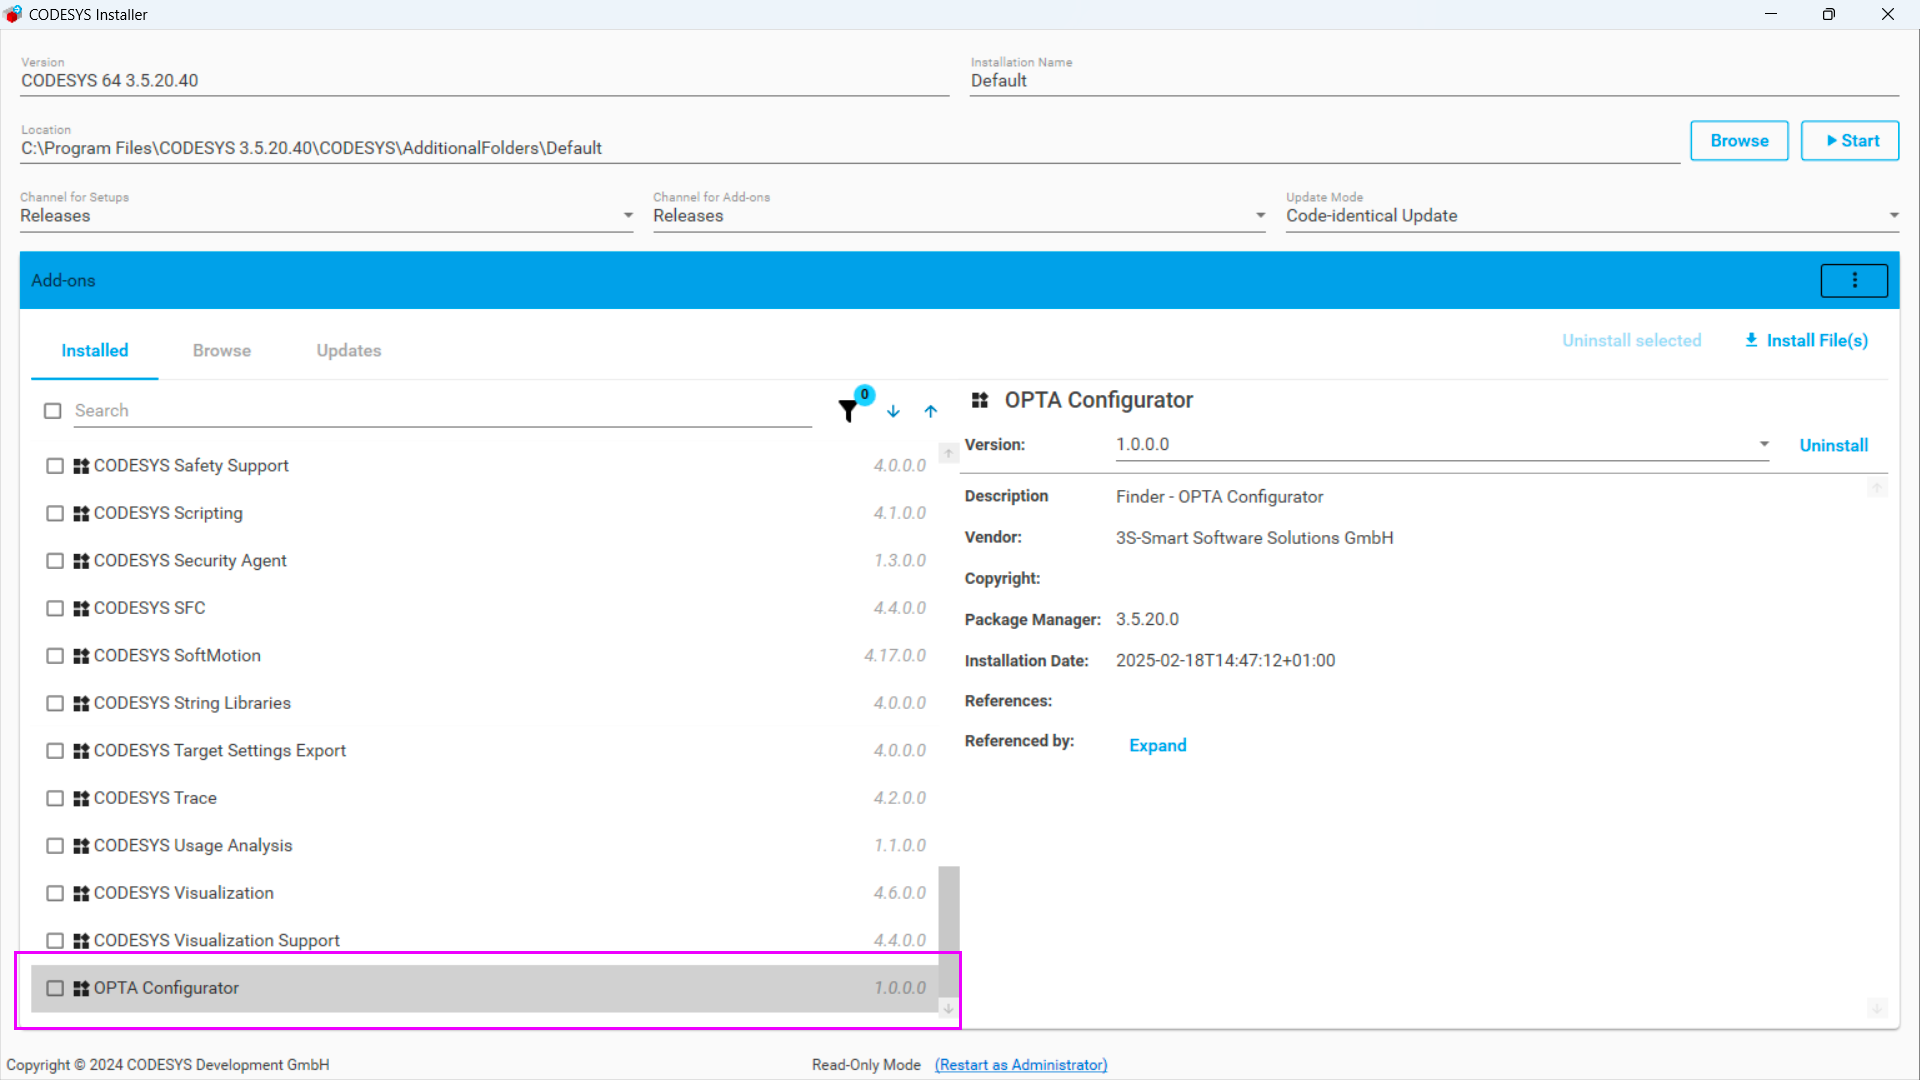 CODESYS Installer
Version
CODESYS 64 3.5.20.40
Installation Name
Default
Location
C:\Program Files\CODESYS 3.5.20.40\CODESYS\AdditionalFolders\Default
Browse
Start
Channel for Setups
Releases
Channel for Add-ons
Releases
Update Mode
Code-identical Update
Add-ons
Installed
Browse
Updates
Uninstall selected
Install File(s)
Search
0
CODESYS Safety Support 4.0.0.0
CODESYS Scripting 4.1.0.0
CODESYS Security Agent 1.3.0.0
CODESYS SFC 4.4.0.0
CODESYS SoftMotion 4.17.0.0
CODESYS String Libraries 4.0.0.0
CODESYS Target Settings Export 4.0.0.0
CODESYS Trace 4.2.0.0
CODESYS Usage Analysis 1.1.0.0
CODESYS Visualization 4.6.0.0
CODESYS Visualization Support 4.4.0.0
OPTA Configurator 1.0.0.0
OPTA Configurator
Version: 1.0.0.0 Uninstall
Description Finder - OPTA Configurator
Vendor: 3S-Smart Software Solutions GmbH
Copyright:
Package Manager: 3.5.20.0
Installation Date: 2025-02-18T14:47:12+01:00
References:
Referenced by: Expand
Copyright © 2024 CODESYS Development GmbH
Read-Only Mode (Restart as Administrator)